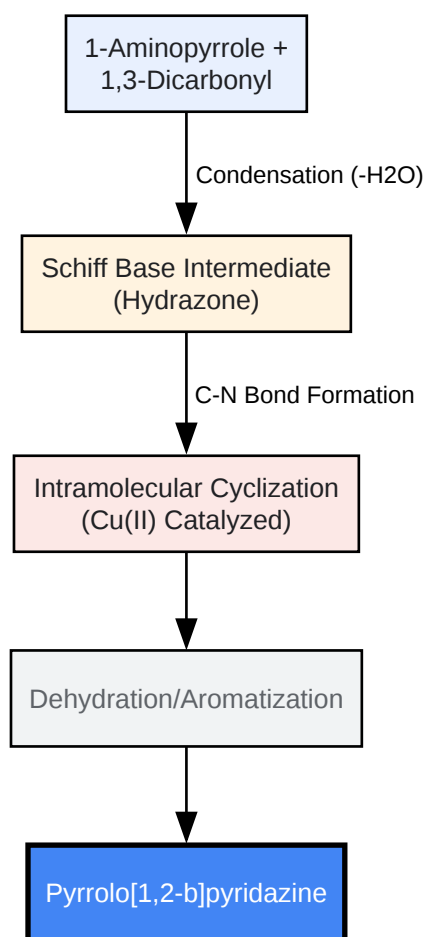 1-Aminopyrrole +
1,3-Dicarbonyl
Condensation (-H2O)
Schiff Base Intermediate
(Hydrazone)
C-N Bond Formation
Intramolecular Cyclization
(Cu(II) Catalyzed)
Dehydration/Aromatization
Pyrrolo[1,2-b]pyridazine